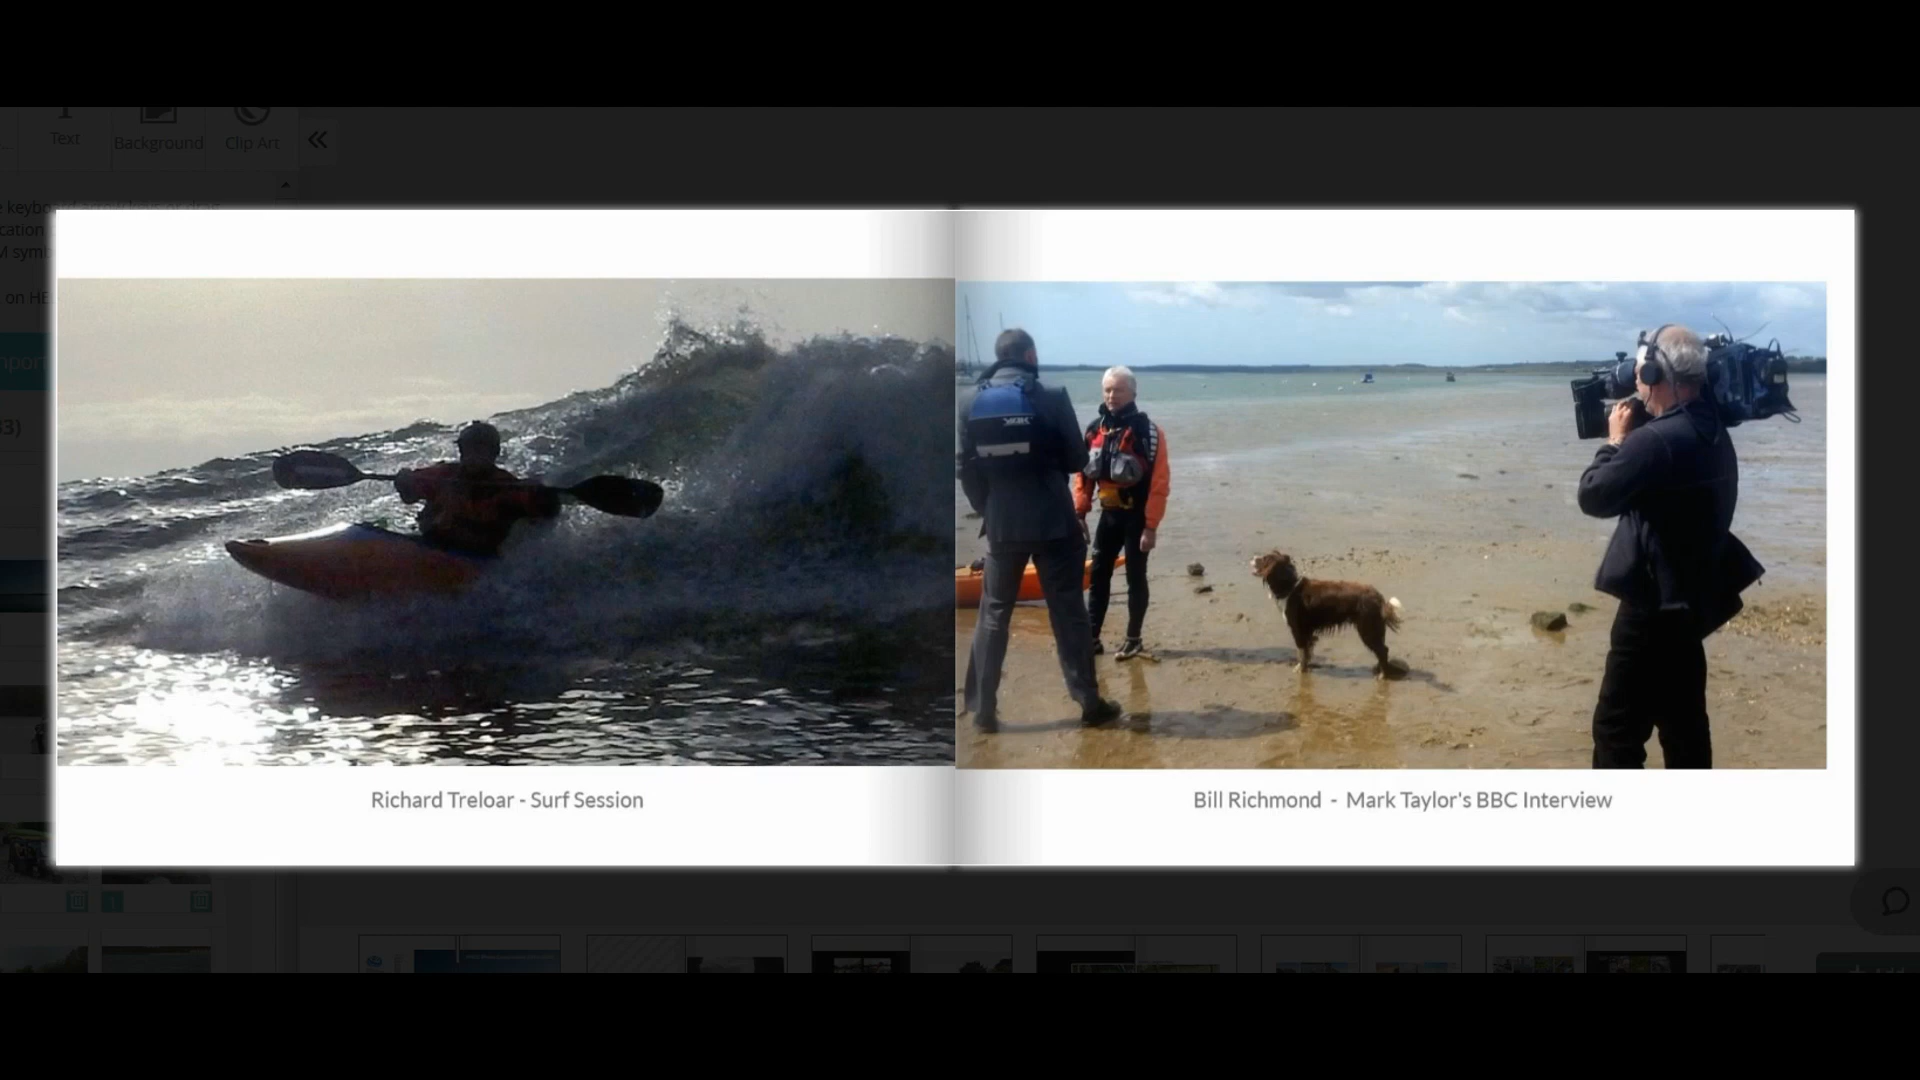 Text
Background
Clip Art
Richard Treloar - Surf Session
Bill Richmond - Mark Taylor's BBC Interview